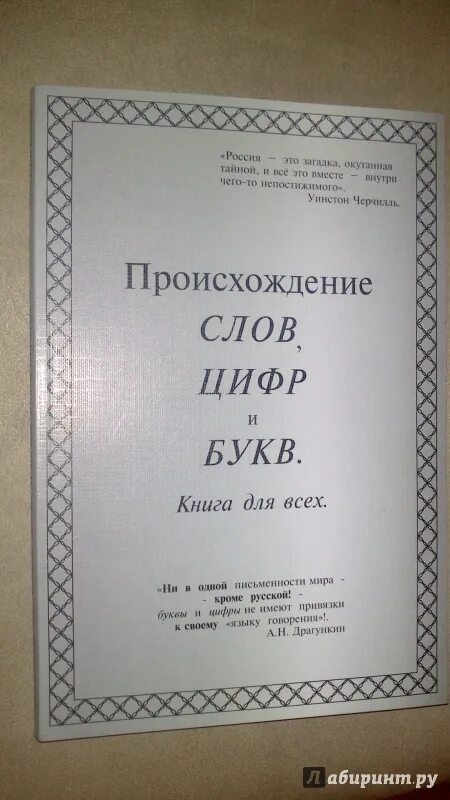 «Россия – это загадка, окутанная
тайной, и всё это вместе – внутри
чего-то непостижимого».
Уинстон Черчилль.
Происхождение
СЛОВ,
ЦИФР
и
БУКВ.
Книга для всех.
«Ни в одной письменности мира -
- кроме русской! -
буквы и цифры не имеют привязки
к своему «языку говорения»!.
А.Н. Драгункин
Лабиринт.ру